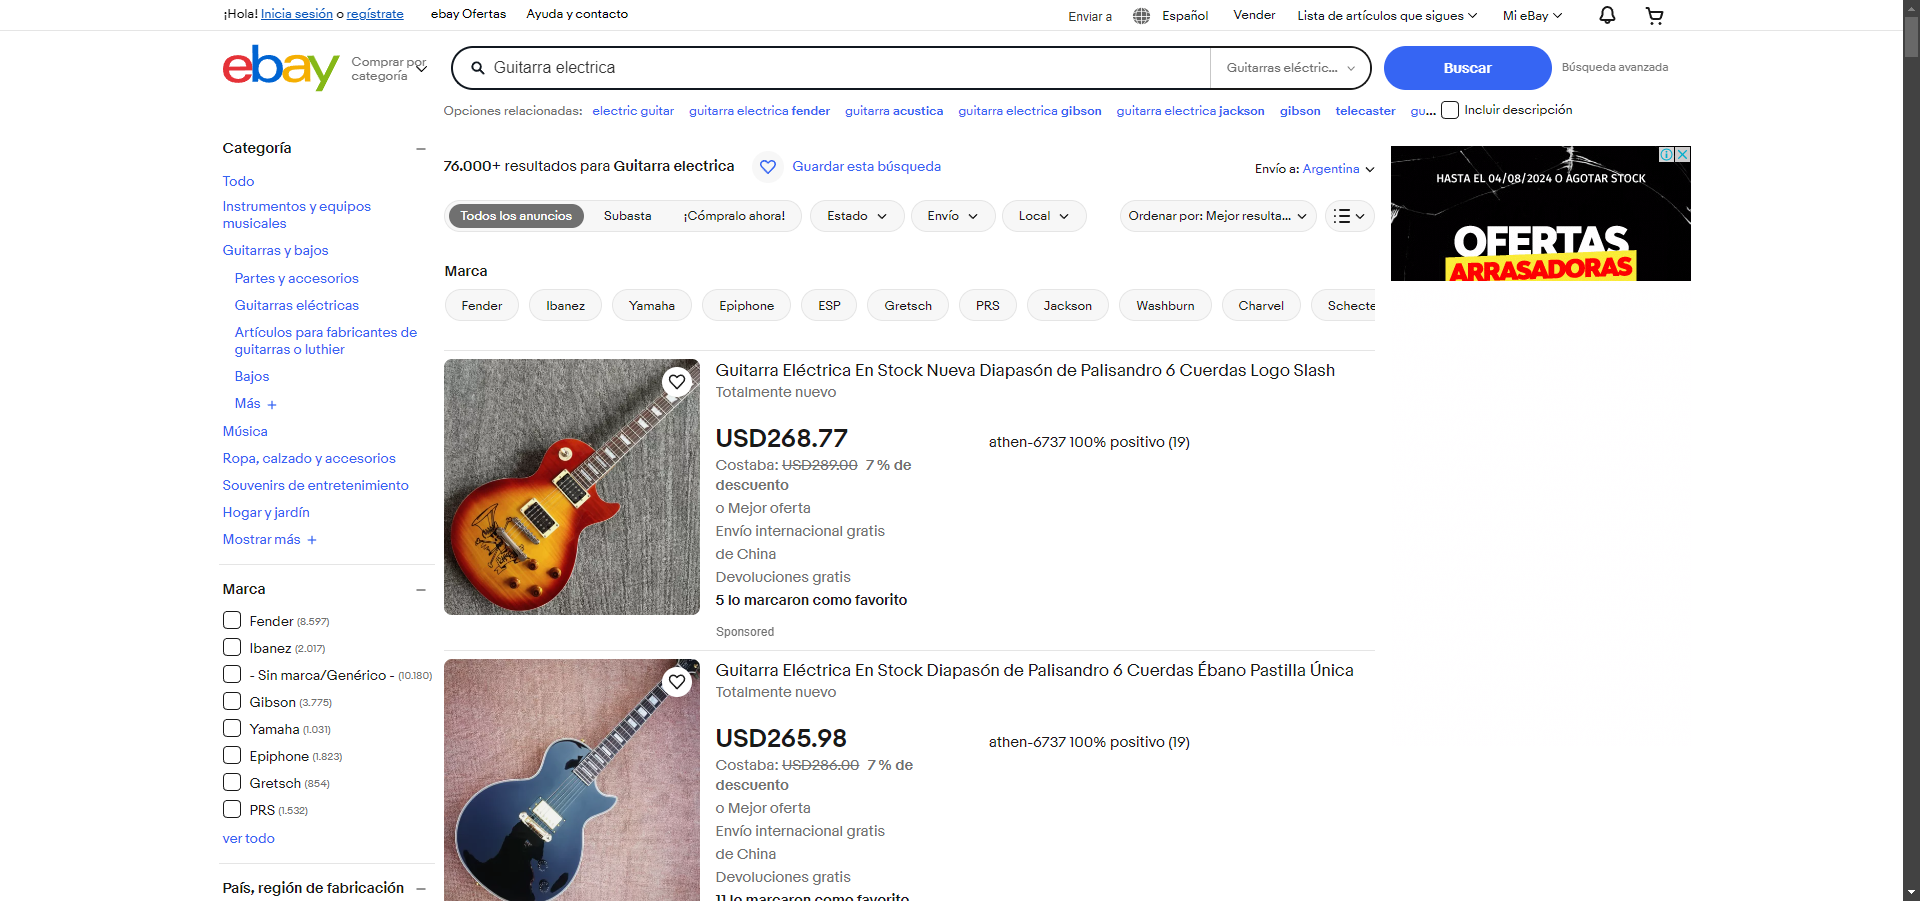 ¡Hola! Inicia sesión o regístrate
ebay Ofertas
Ayuda y contacto
Enviar a
Español
Vender
Lista de artículos que sigues
Mi eBay
ebay
Comprar por
categoría
Guitarra electrica
Guitarras eléctric...
Buscar
Búsqueda avanzada
Opciones relacionadas:
electric guitar
guitarra electrica fender
guitarra acustica
guitarra electrica gibson
guitarra electrica jackson
gibson
telecaster
gu...
Incluir descripción
Categoría
Todo
Instrumentos y equipos
musicales
Guitarras y bajos
Partes y accesorios
Guitarras eléctricas
Artículos para fabricantes de
guitarras o luthier
Bajos
Más +
Música
Ropa, calzado y accesorios
Souvenirs de entretenimiento
Hogar y jardín
Mostrar más +
Marca
Fender (8.597)
Ibanez (2.017)
- Sin marca/Genérico - (10.180)
Gibson (3.775)
Yamaha (1.031)
Epiphone (1.823)
Gretsch (854)
PRS (1.532)
ver todo
País, región de fabricación
76.000+ resultados para Guitarra electrica
Guardar esta búsqueda
Envío a: Argentina
Todos los anuncios
Subasta
¡Cómpralo ahora!
Estado
Envío
Local
Ordenar por: Mejor resulta...
Marca
Fender
Ibanez
Yamaha
Epiphone
ESP
Gretsch
PRS
Jackson
Washburn
Charvel
Schecte
Guitarra Eléctrica En Stock Nueva Diapasón de Palisandro 6 Cuerdas Logo Slash
Totalmente nuevo
USD268.77
athen-6737 100% positivo (19)
Costaba: USD289.00 7 % de
descuento
o Mejor oferta
Envío internacional gratis
de China
Devoluciones gratis
5 lo marcaron como favorito
Sponsored
Guitarra Eléctrica En Stock Diapasón de Palisandro 6 Cuerdas Ébano Pastilla Única
Totalmente nuevo
USD265.98
athen-6737 100% positivo (19)
Costaba: USD286.00 7 % de
descuento
o Mejor oferta
Envío internacional gratis
de China
Devoluciones gratis
11 lo marcaron como favorito
HASTA EL 04/08/2024 O AGOTAR STOCK
OFERTAS
ARRASADORAS